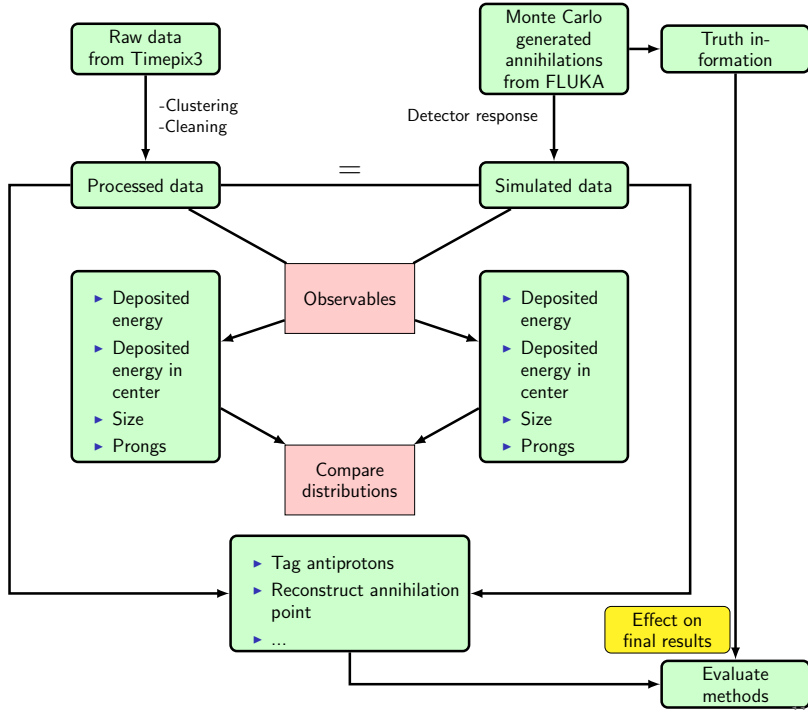 Raw data
from Timepix3
Monte Carlo
generated
annihilations
from FLUKA
Truth in-
formation
-Clustering
-Cleaning
Detector response
Processed data
=
Simulated data
Observables
Deposited
energy
Deposited
energy in
center
Size
Prongs
Deposited
energy
Deposited
energy in
center
Size
Prongs
Compare
distributions
Tag antiprotons
Reconstruct annihilation
point
...
Effect on
final results
Evaluate
methods